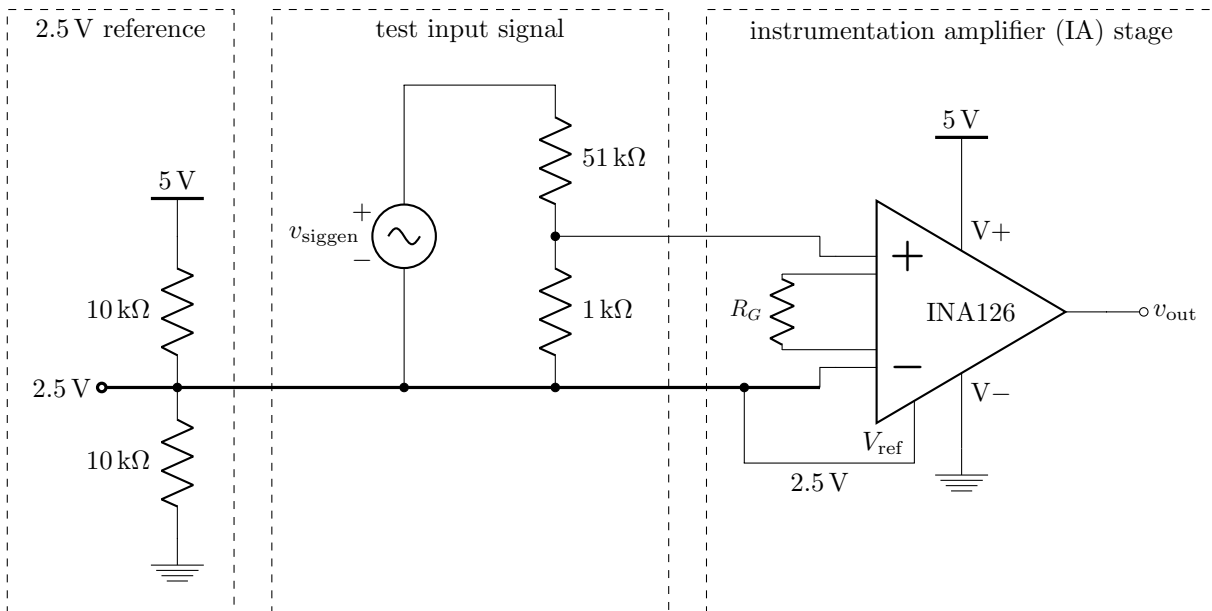 2.5 V reference
5 V
10 kΩ
2.5 V
10 kΩ
test input signal
v_siggen
+
−
51 kΩ
1 kΩ
instrumentation amplifier (IA) stage
5 V
V+
+
R_G
INA126
v_out
−
V−
V_ref
2.5 V